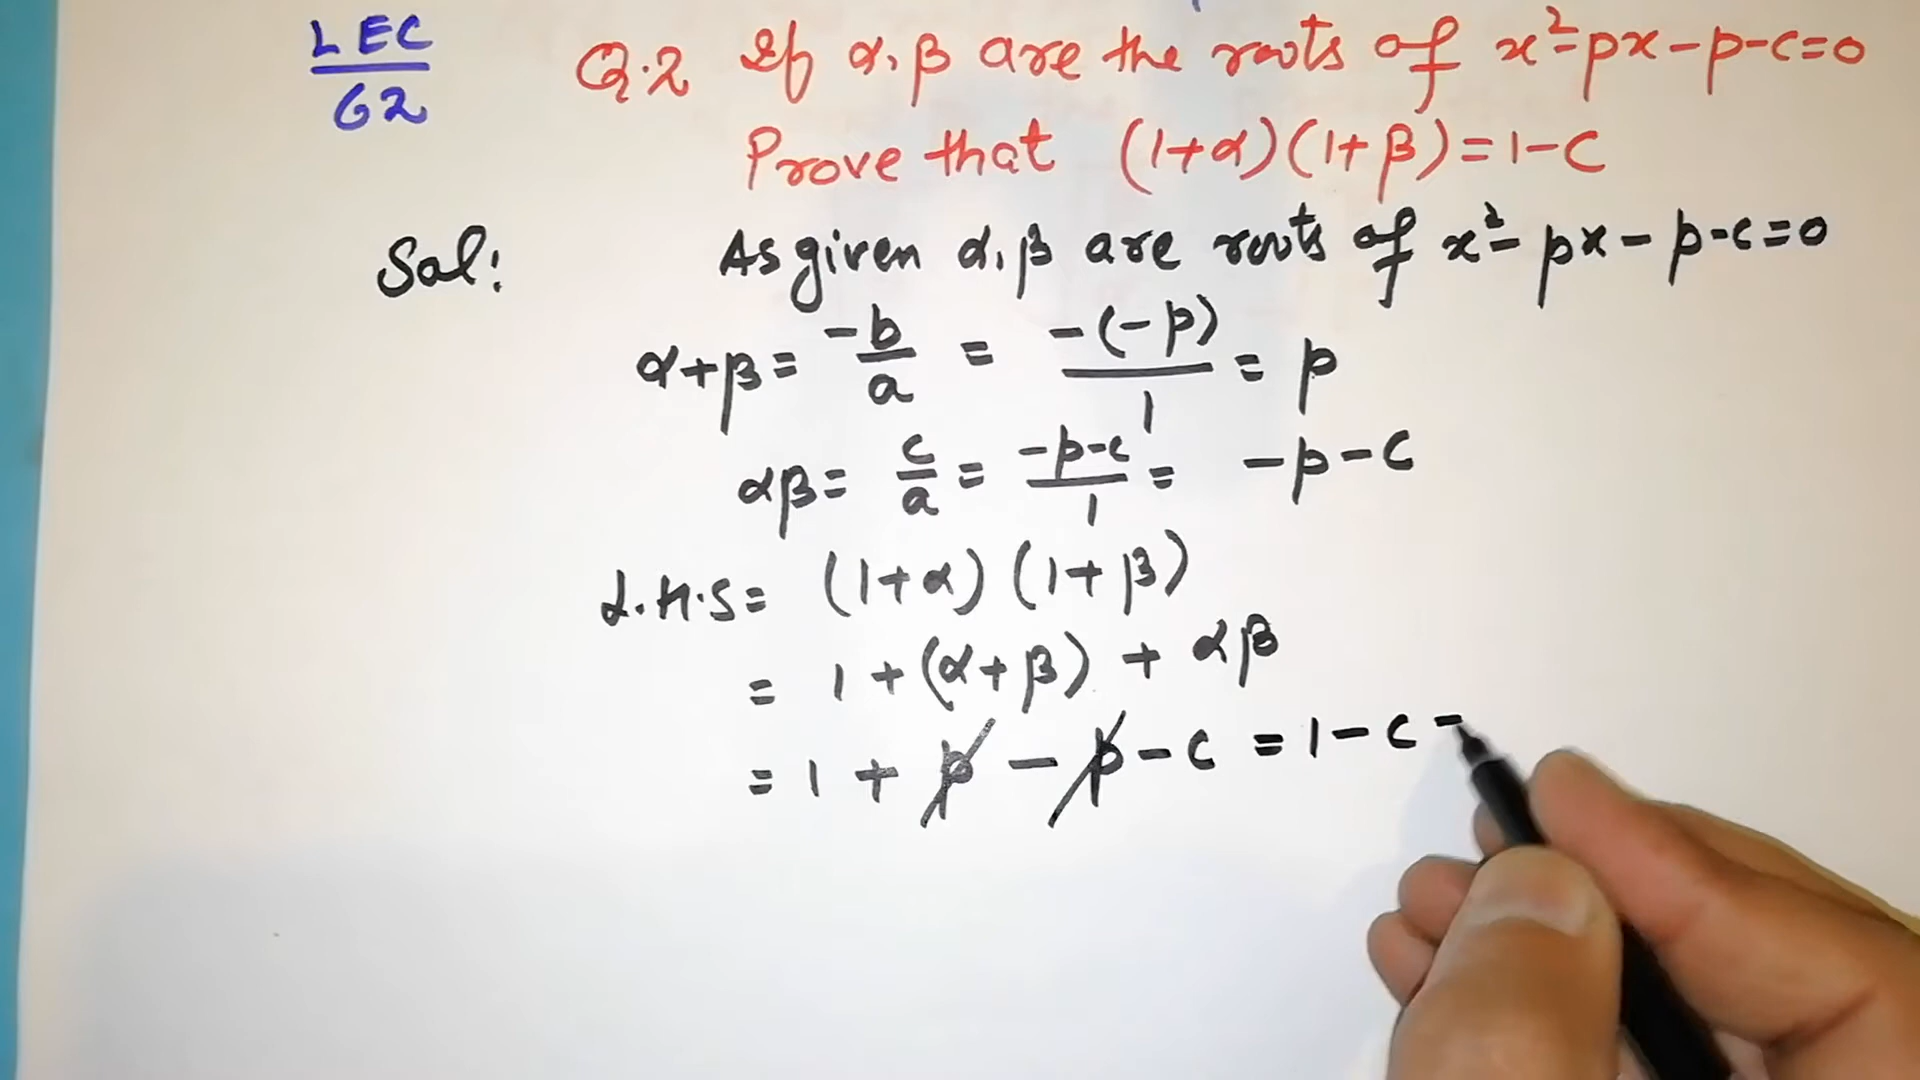 LEC
62
Q.2 If α, β are the roots of x²-px-p-c=0
Prove that (1+α)(1+β)=1-C
Sol: As given α, β are roots of x²-px-p-c=0
α+β = -b/a = -(-p)/1 = p
αβ = c/a = -p-c/1 = -p-c
L.H.S = (1+α)(1+β)
= 1+(α+β) + αβ
= 1 + p - p - c = 1 - c =